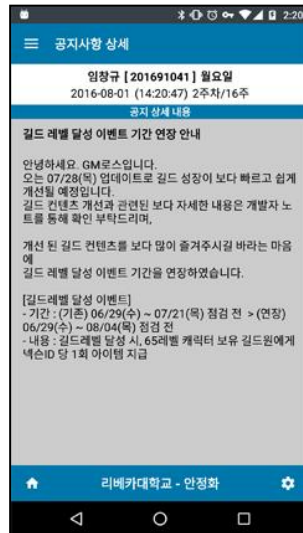 2:20
공지사항 상세
임창규 [201691041] 월요일
2016-08-01 (14:20:47) 2주차/16주
공지 상세 내용
길드 레벨 달성 이벤트 기간 연장 안내
안녕하세요. GM로스입니다.
오는 07/28(목) 업데이트로 길드 성장이 보다 빠르고 쉽게
개선될 예정입니다.
길드 컨텐츠 개선과 관련된 보다 자세한 내용은 개발자 노
트를 통해 확인 부탁드리며,
개선 된 길드 컨텐츠를 보다 많이 즐겨주시길 바라는 마음
에
길드 레벨 달성 이벤트 기간을 연장하였습니다.
[길드레벨 달성 이벤트]
- 기간 : (기존) 06/29(수) ~ 07/21(목) 점검 전 > (연장)
06/29(수) ~ 08/04(목) 점검 전
- 내용 : 길드레벨 달성 시, 65레벨 캐릭터 보유 길드원에게
넥슨ID 당 1회 아이템 지급
리베카대학교 - 안정화